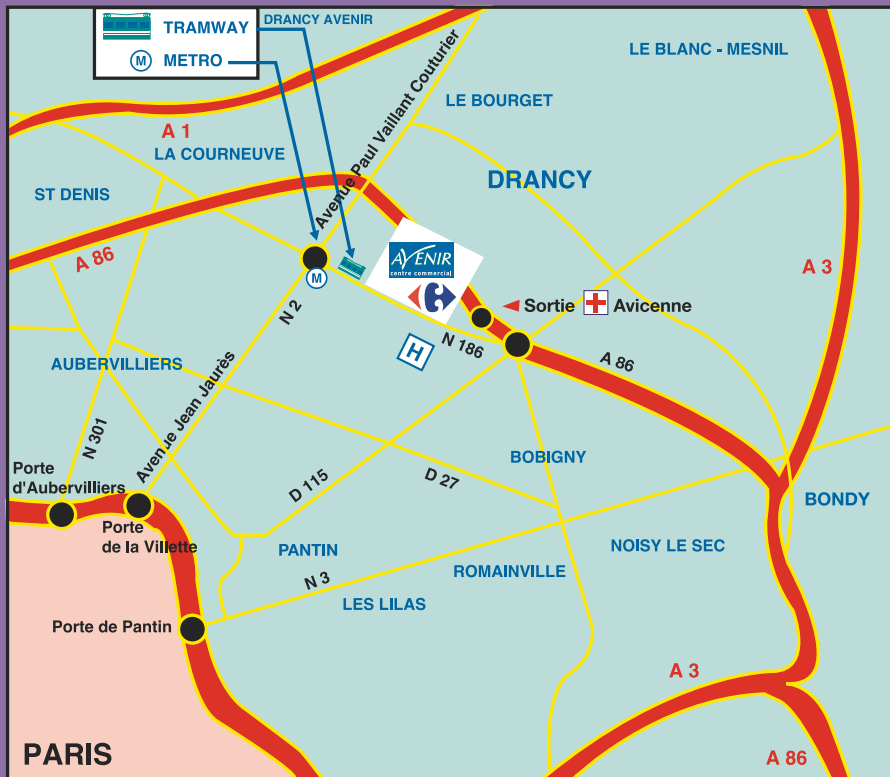 TRAMWAY
DRANCY AVENIR
M METRO
LE BLANC - MESNIL
Avenue Paul Vaillant Couturier
LE BOURGET
A 1
LA COURNEUVE
DRANCY
ST DENIS
A 86
AVENIR
centre commercial
A 3
M
N 2
Sortie
Avicenne
H
N 186
A 86
AUBERVILLIERS
Avenue Jean Jaurès
N 301
BOBIGNY
Porte
d'Aubervilliers
D 115
D 27
BONDY
Porte
de la Villette
PANTIN
NOISY LE SEC
N 3
ROMAINVILLE
LES LILAS
Porte de Pantin
A 3
PARIS
A 86